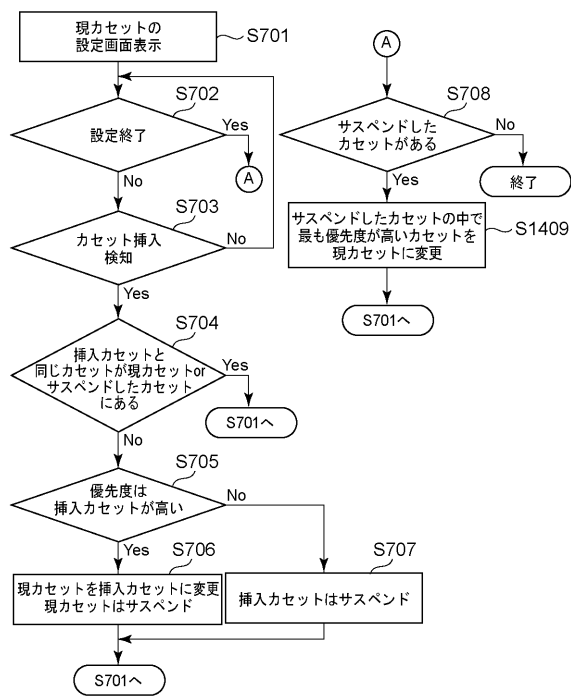 現カセットの
設定画面表示
S701
S702
設定終了
Yes
A
No
S703
カセット挿入
検知
No
Yes
S704
挿入カセットと
同じカセットが現カセットor
サスペンドしたカセット
にある
Yes
S701へ
No
S705
優先度は
挿入カセットが高い
No
Yes
S706
現カセットを挿入カセットに変更
現カセットはサスペンド
S707
挿入カセットはサスペンド
S701へ
A
S708
サスペンドした
カセットがある
No
終了
Yes
サスペンドしたカセットの中で
最も優先度が高いカセットを
現カセットに変更
S1409
S701へ